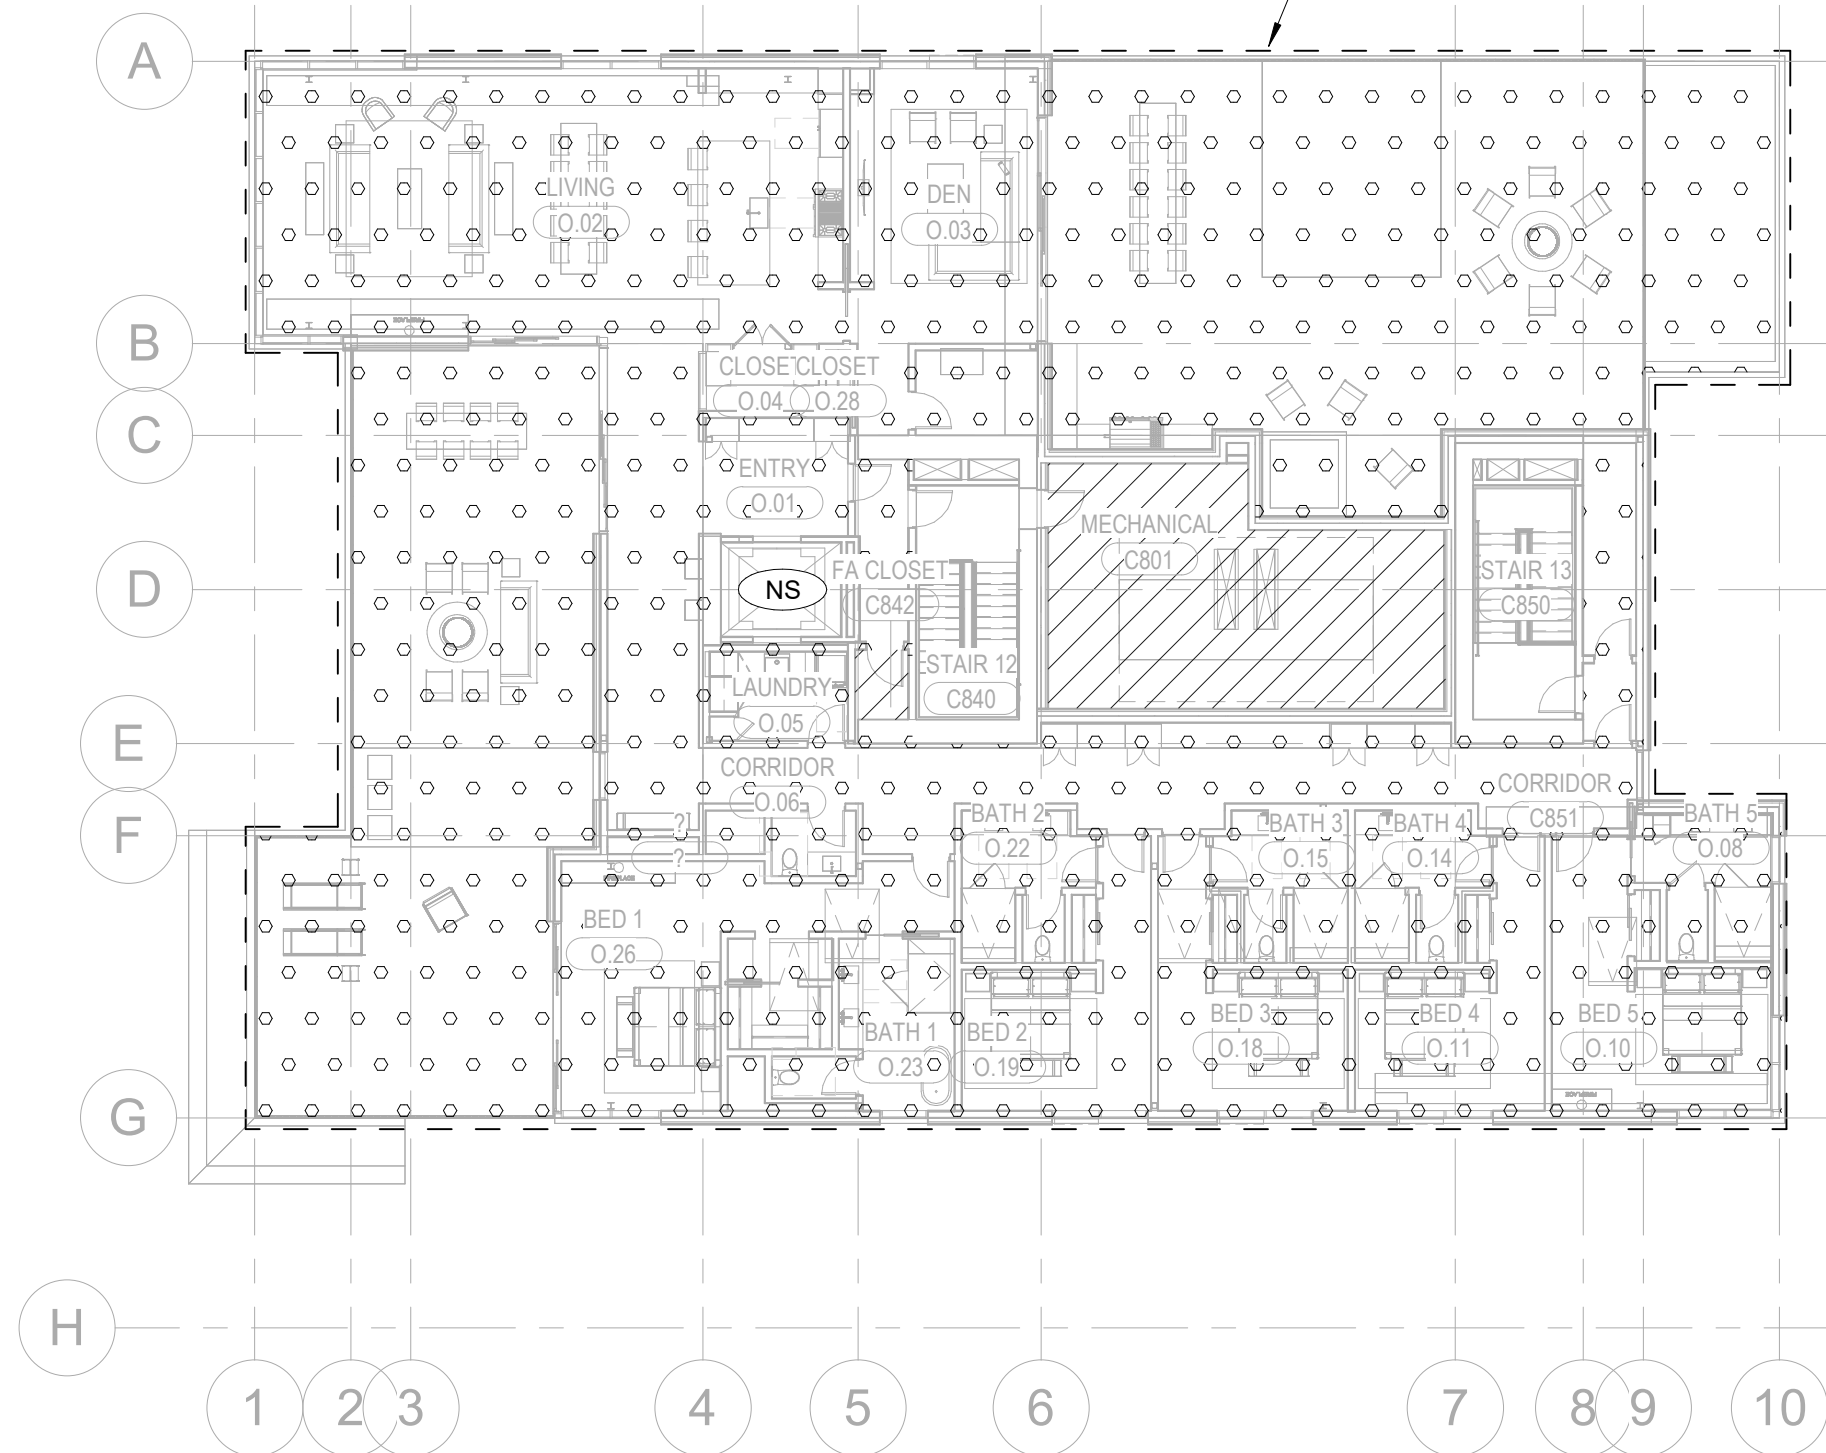 A
LIVING
O.02
DEN
O.03
FIREPLACE
B
CLOSET
CLOSET
O.04
O.28
C
ENTRY
O.01
MECHANICAL
C801
D
NS
FA CLOSET
C842
STAIR 13
C850
STAIR 12
C840
LAUNDRY
O.05
E
CORRIDOR
O.06
CORRIDOR
C851
F
?
?
BATH 2
O.22
BATH 3
O.15
BATH 4
O.14
BATH 5
O.08
FIREPLACE
BED 1
O.26
BATH 1
O.23
BED 2
O.19
BED 3
O.18
BED 4
O.11
BED 5
O.10
FIREPLACE
G
H
1
2
3
4
5
6
7
8
9
10